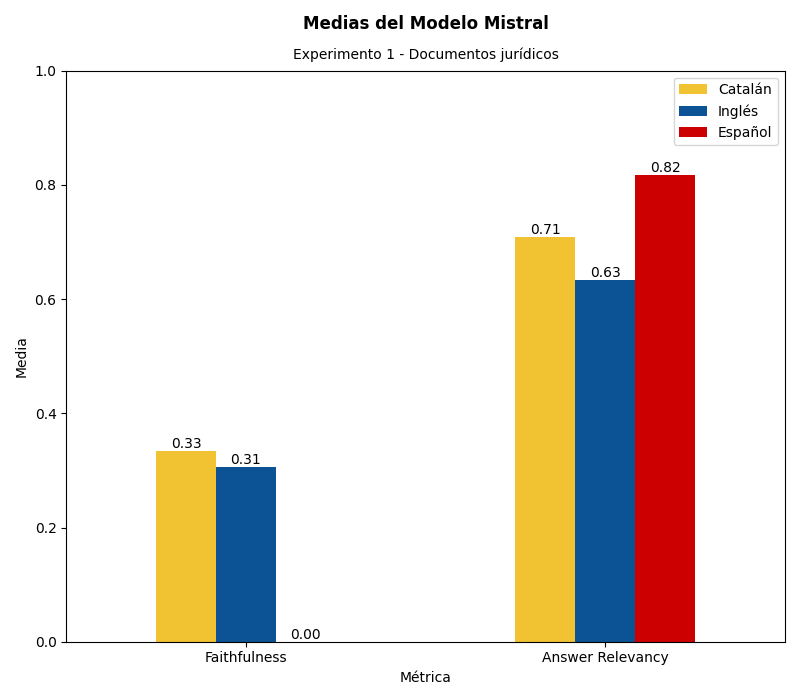 Medias del Modelo Mistral
Experimento 1 - Documentos jurídicos
1.0
0.8
0.6
0.4
0.2
0.0
Media
Catalán
Inglés
Español
0.33
0.31
0.00
0.71
0.63
0.82
Faithfulness
Answer Relevancy
Métrica